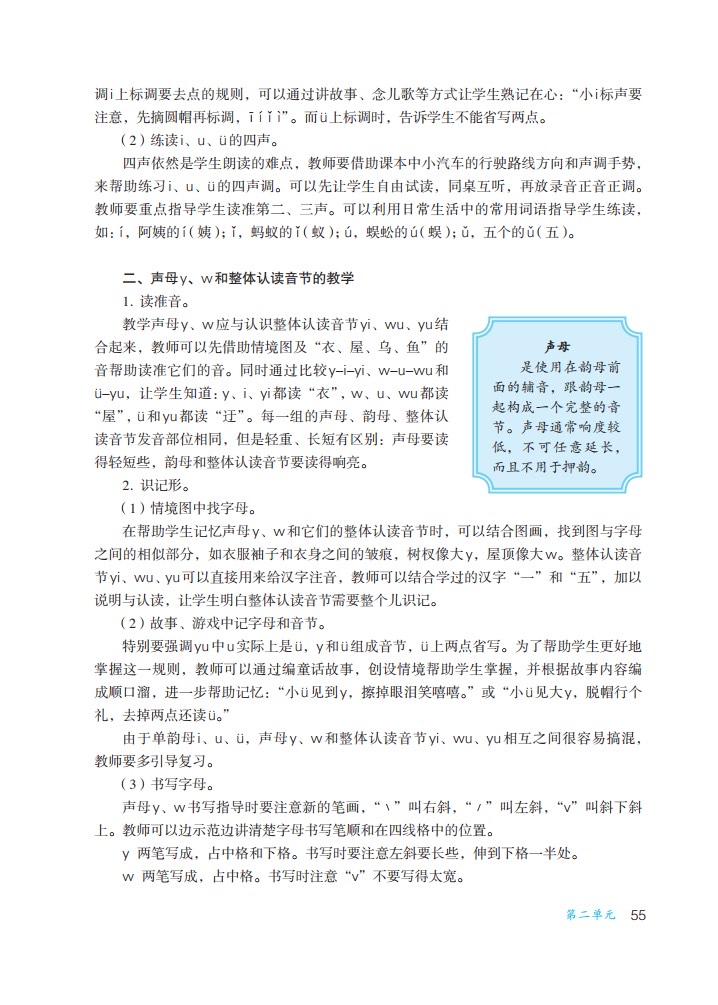 调i上标调要去点的规则，可以通过讲故事、念儿歌等方式让学生熟记在心：“小i标声要
注意，先摘圆帽再标调，ī í ǐ ì”。而ü上标调时，告诉学生不能省写两点。
（2）练读i、u、ü的四声。
四声依然是学生朗读的难点，教师要借助课本中小汽车的行驶路线方向和声调手势，
来帮助练习i、u、ü的四声调。可以先让学生自由试读，同桌互听，再放录音正音正调。
教师要重点指导学生读准第二、三声。可以利用日常生活中的常用词语指导学生练读，
如：í，阿姨的í（姨）；ǐ，蚂蚁的ǐ（蚁）；ú，蜈蚣的ú（蜈）；ǔ，五个的ǔ（五）。
二、声母y、w和整体认读音节的教学
1. 读准音。
教学声母y、w应与认识整体认读音节yi、wu、yu结
合起来，教师可以先借助情境图及“衣、屋、乌、鱼”的
音帮助读准它们的音。同时通过比较y–i–yi、w–u–wu和
ü–yu，让学生知道：y、i、yi都读“衣”，w、u、wu都读
“屋”，ü和yu都读“迂”。每一组的声母、韵母、整体认
读音节发音部位相同，但是轻重、长短有区别：声母要读
得轻短些，韵母和整体认读音节要读得响亮。
声母
是使用在韵母前
面的辅音，跟韵母一
起构成一个完整的音
节。声母通常响度较
低，不可任意延长，
而且不用于押韵。
2. 识记形。
（1）情境图中找字母。
在帮助学生记忆声母y、w和它们的整体认读音节时，可以结合图画，找到图与字母
之间的相似部分，如衣服袖子和衣身之间的皱痕，树杈像大y，屋顶像大w。整体认读音
节yi、wu、yu可以直接用来给汉字注音，教师可以结合学过的汉字“一”和“五”，加以
说明与认读，让学生明白整体认读音节需要整个儿识记。
（2）故事、游戏中记字母和音节。
特别要强调yu中u实际上是ü，y和ü组成音节，ü上两点省写。为了帮助学生更好地
掌握这一规则，教师可以通过编童话故事，创设情境帮助学生掌握，并根据故事内容编
成顺口溜，进一步帮助记忆：“小ü见到y，擦掉眼泪笑嘻嘻。”或“小ü见大y，脱帽行个
礼，去掉两点还读ü。”
由于单韵母i、u、ü，声母y、w和整体认读音节yi、wu、yu相互之间很容易搞混，
教师要多引导复习。
（3）书写字母。
声母y、w书写指导时要注意新的笔画，“﹨”叫右斜，“∕”叫左斜，“v”叫斜下斜
上。教师可以边示范边讲清楚字母书写笔顺和在四线格中的位置。
y 两笔写成，占中格和下格。书写时要注意左斜要长些，伸到下格一半处。
w 两笔写成，占中格。书写时注意“v”不要写得太宽。
第二单元 55